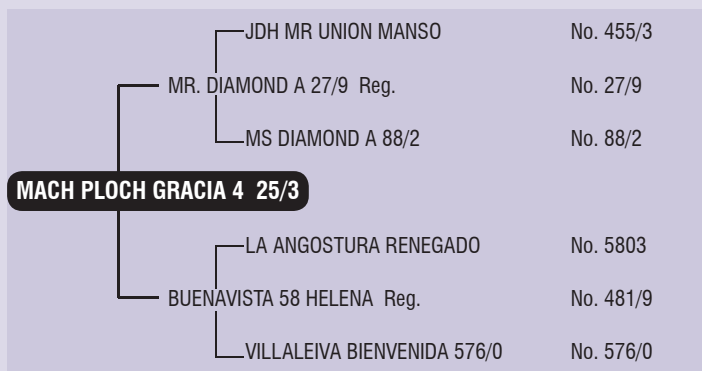 JDH MR UNION MANSO No. 455/3
MR. DIAMOND A 27/9 Reg. No. 27/9
MS DIAMOND A 88/2 No. 88/2
MACH PLOCH GRACIA 4 25/3
LA ANGOSTURA RENEGADO No. 5803
BUENAVISTA 58 HELENA Reg. No. 481/9
VILLALEIVA BIENVENIDA 576/0 No. 576/0